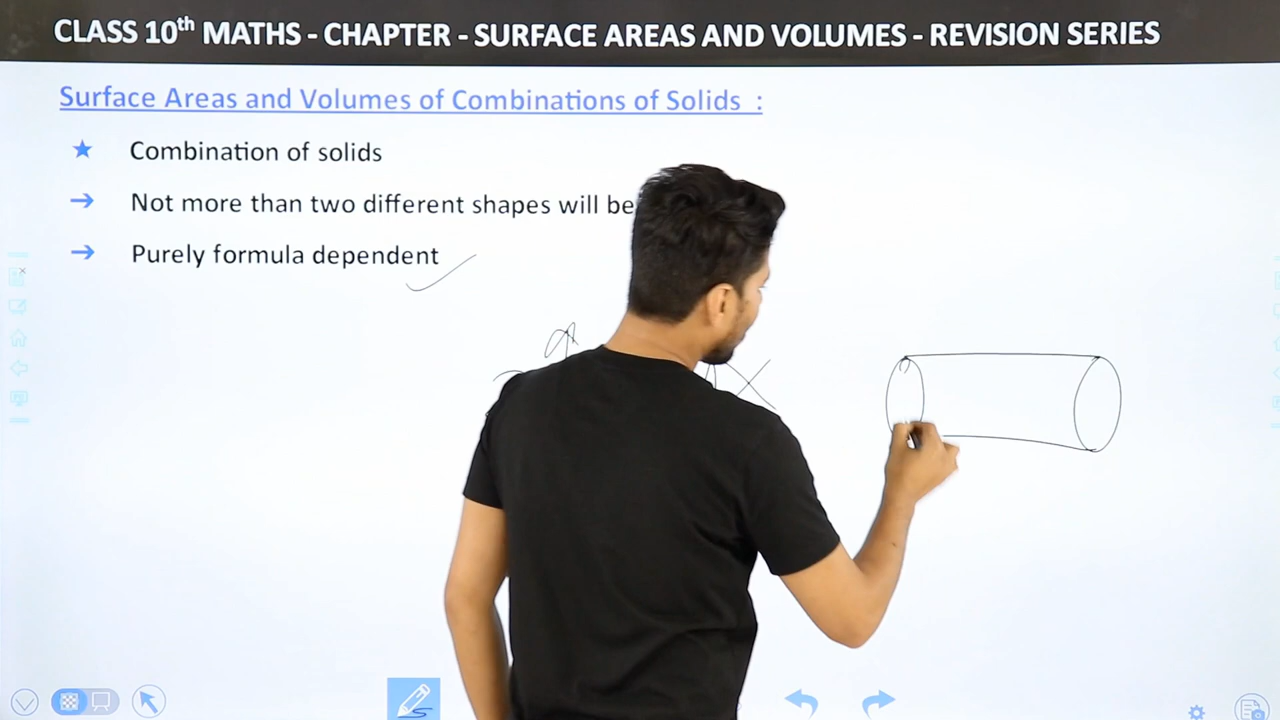 CLASS 10th MATHS - CHAPTER - SURFACE AREAS AND VOLUMES - REVISION SERIES
Surface Areas and Volumes of Combinations of Solids :
★ Combination of solids
→ Not more than two different shapes will be
→ Purely formula dependent